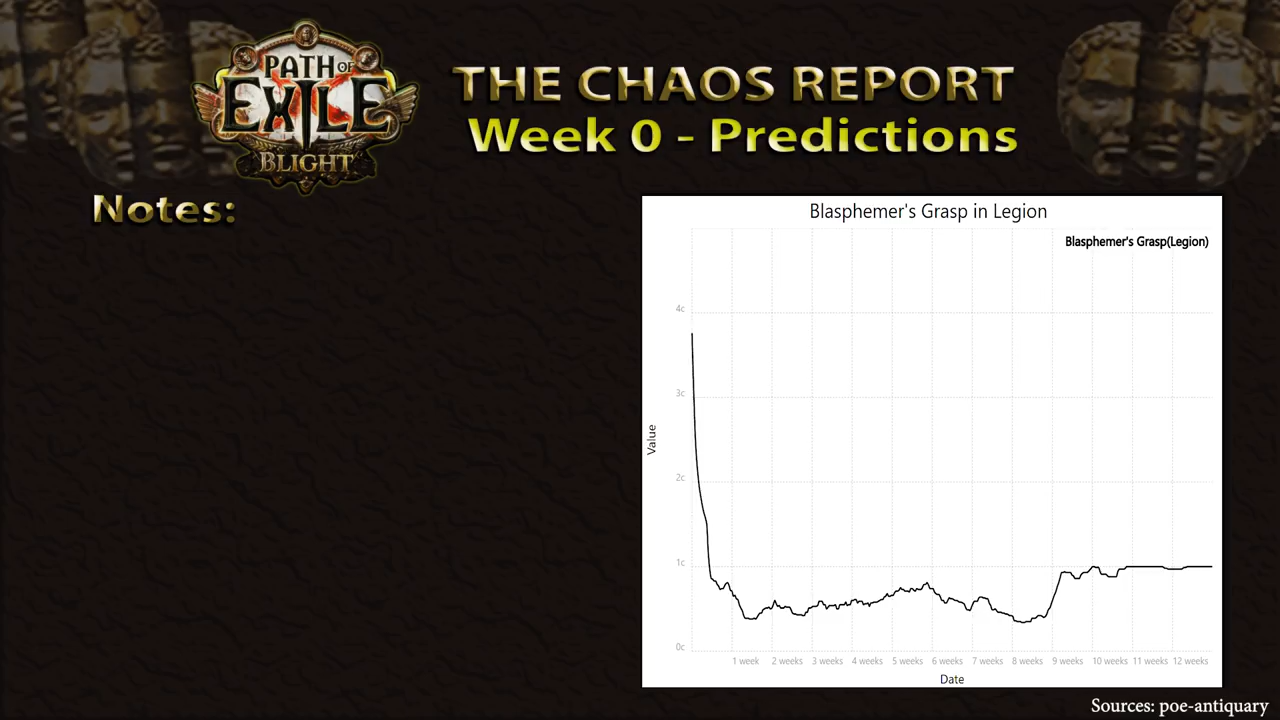 PATH OF
EXILE
BLIGHT
THE CHAOS REPORT
Week 0 - Predictions
Notes:
Blasphemer's Grasp in Legion
Blasphemer's Grasp(Legion)
4c
3c
2c
1c
0c
Value
1 week 2 weeks 3 weeks 4 weeks 5 weeks 6 weeks 7 weeks 8 weeks 9 weeks 10 weeks 11 weeks 12 weeks
Date
Sources: poe-antiquary